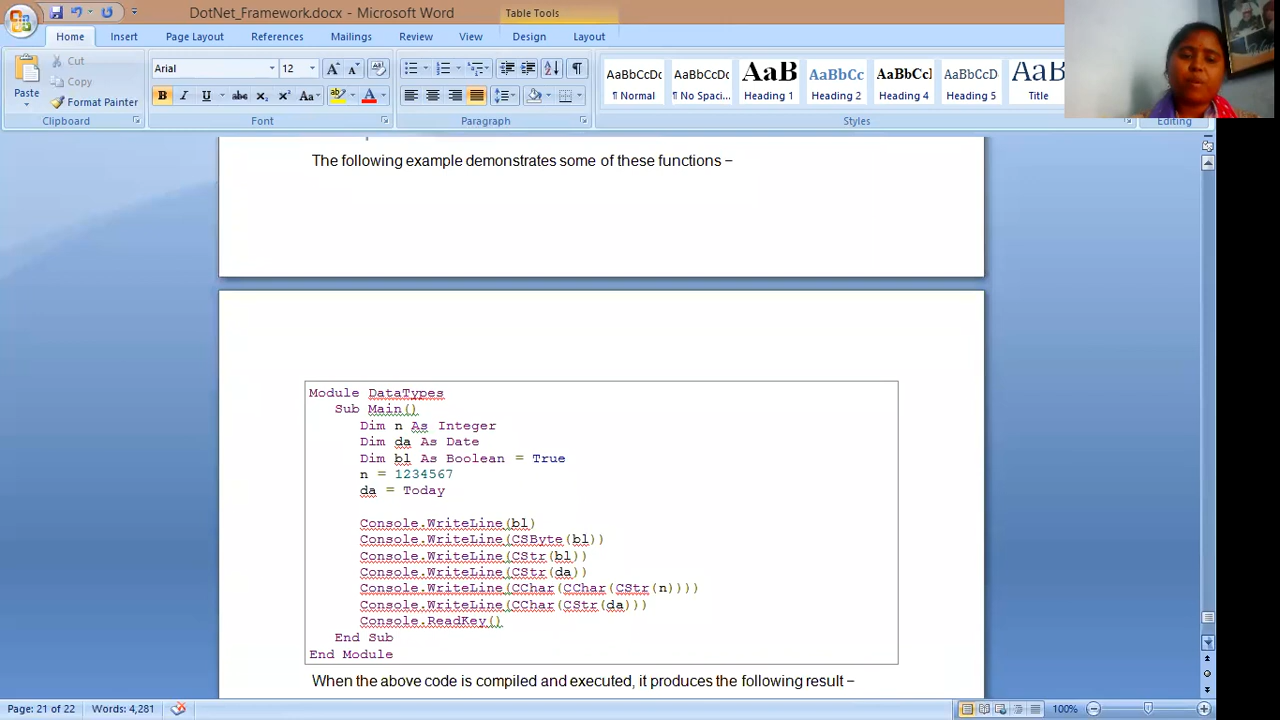 DotNet_Framework.docx - Microsoft Word
Table Tools
Home Insert Page Layout References Mailings Review View Design Layout
Paste
Cut
Copy
Format Painter
Clipboard
Arial 12
B I U abc x₂ x² Aa
Font
Paragraph
AaBbCcDc AaBbCcDc AaB AaBbCc AaBbCcI AaBbCcD AaB
¶ Normal ¶ No Spaci... Heading 1 Heading 2 Heading 4 Heading 5 Title
Styles
Editing
The following example demonstrates some of these functions −
Module DataTypes
Sub Main()
Dim n As Integer
Dim da As Date
Dim bl As Boolean = True
n = 1234567
da = Today
Console.WriteLine(bl)
Console.WriteLine(CSByte(bl))
Console.WriteLine(CStr(bl))
Console.WriteLine(CStr(da))
Console.WriteLine(CChar(CChar(CStr(n))))
Console.WriteLine(CChar(CStr(da)))
Console.ReadKey()
End Sub
End Module
When the above code is compiled and executed, it produces the following result −
Page: 21 of 22 Words: 4,281 100%